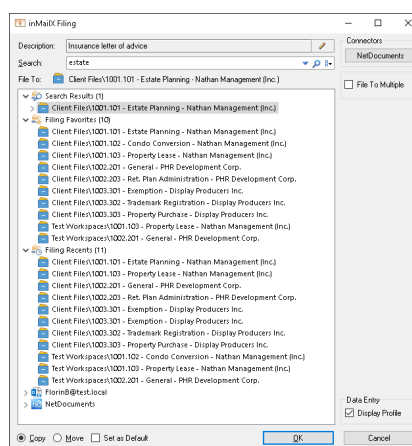 inMailX Filing
Description: Insurance letter of advice
Search: estate
File To: Client Files\1001.101 - Estate Planning - Nathan Management (Inc.)
Search Results (1)
Client Files\1001.101 - Estate Planning - Nathan Management (Inc.)
Filing Favorites (10)
Client Files\1001.101 - Estate Planning - Nathan Management (Inc.)
Client Files\1001.102 - Condo Conversion - Nathan Management (Inc.)
Client Files\1001.103 - Property Lease - Nathan Management (Inc.)
Client Files\1002.201 - General - PHR Development Corp.
Client Files\1002.203 - Ret. Plan Administration - PHR Development Corp.
Client Files\1003.301 - Exemption - Display Producers Inc.
Client Files\1003.302 - Trademark Registration - Display Producers Inc.
Client Files\1003.303 - Property Purchase - Display Producers Inc.
Test Workspaces\1001.103 - Property Lease - Nathan Management (Inc.)
Test Workspaces\1002.201 - General - PHR Development Corp.
Filing Recents (11)
Client Files\1001.101 - Estate Planning - Nathan Management (Inc.)
Client Files\1001.103 - Property Lease - Nathan Management (Inc.)
Client Files\1002.201 - General - PHR Development Corp.
Client Files\1002.203 - Ret. Plan Administration - PHR Development Corp.
Client Files\1003.301 - Exemption - Display Producers Inc.
Client Files\1003.301 - Exemption - Display Producers Inc.
Client Files\1003.302 - Trademark Registration - Display Producers Inc.
Client Files\1003.303 - Property Purchase - Display Producers Inc.
Test Workspaces\1001.102 - Condo Conversion - Nathan Management (Inc.)
Test Workspaces\1001.103 - Property Lease - Nathan Management (Inc.)
Test Workspaces\1002.201 - General - PHR Development Corp.
FlorinB@test.local
NetDocuments
Copy Move Set as Default OK
Connectors
NetDocuments
File To Multiple
Data Entry
Display Profile
Cancel